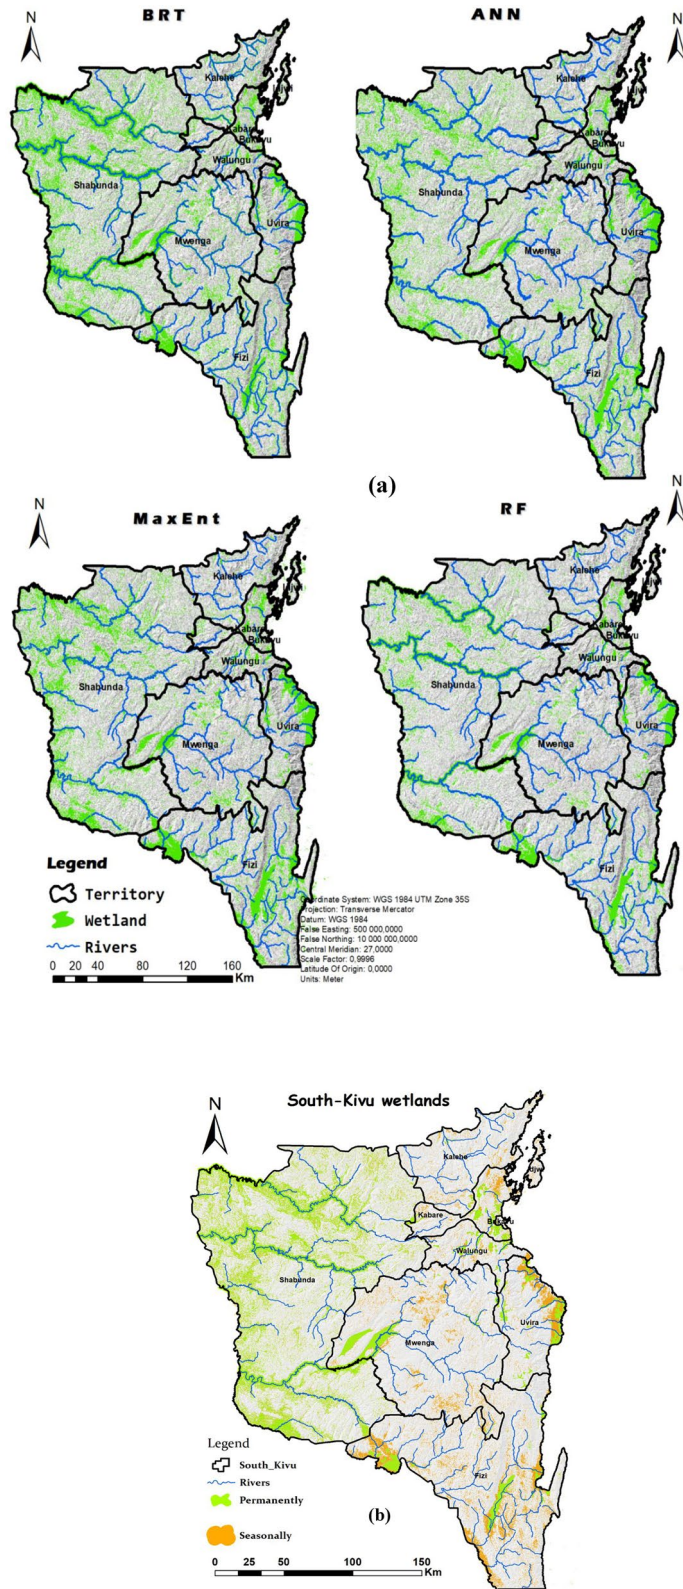 N
BRT
ANN
N
Kalehe
Idjwi
Kabare
Bukavu
Walungu
Shabunda
Uvira
Mwenga
Fizi
Kalehe
Kabare
Bukavu
Walungu
Shabunda
Uvira
Mwenga
Fizi
(a)
N
MaxEnt
RF
N
Kalehe
Kabare
Bukavu
Walungu
Shabunda
Uvira
Mwenga
Fizi
Kalehe
Kabare
Bukavu
Walungu
Shabunda
Uvira
Mwenga
Fizi
Legend
Territory
Wetland
Rivers
0 20 40 80 120 160
Km
Coordinate System: WGS 1984 UTM Zone 35S
Projection: Transverse Mercator
Datum: WGS 1984
False Easting: 500 000,0000
False Northing: 10 000 000,0000
Central Meridian: 27,0000
Scale Factor: 0,9996
Latitude Of Origin: 0,0000
Units: Meter
South-Kivu wetlands
N
Kalehe
Kabare
Bukavu
Walungu
Shabunda
Uvira
Mwenga
Fizi
Legend
South_Kivu
Rivers
Permanently
Seasonally
(b)
0 25 50 100 150
Km